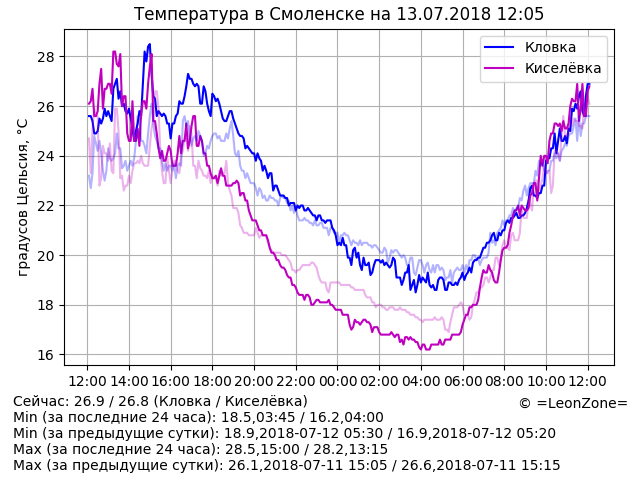 Температура в Смоленске на 13.07.2018 12:05
градусов Цельсия, °C
28
26
24
22
20
18
16
Кловка
Киселёвка
12:00 14:00 16:00 18:00 20:00 22:00 00:00 02:00 04:00 06:00 08:00 10:00 12:00
Сейчас: 26.9 / 26.8 (Кловка / Киселёвка)
© =LeonZone=
Min (за последние 24 часа): 18.5,03:45 / 16.2,04:00
Min (за предыдущие сутки): 18.9,2018-07-12 05:30 / 16.9,2018-07-12 05:20
Max (за последние 24 часа): 28.5,15:00 / 28.2,13:15
Max (за предыдущие сутки): 26.1,2018-07-11 15:05 / 26.6,2018-07-11 15:15